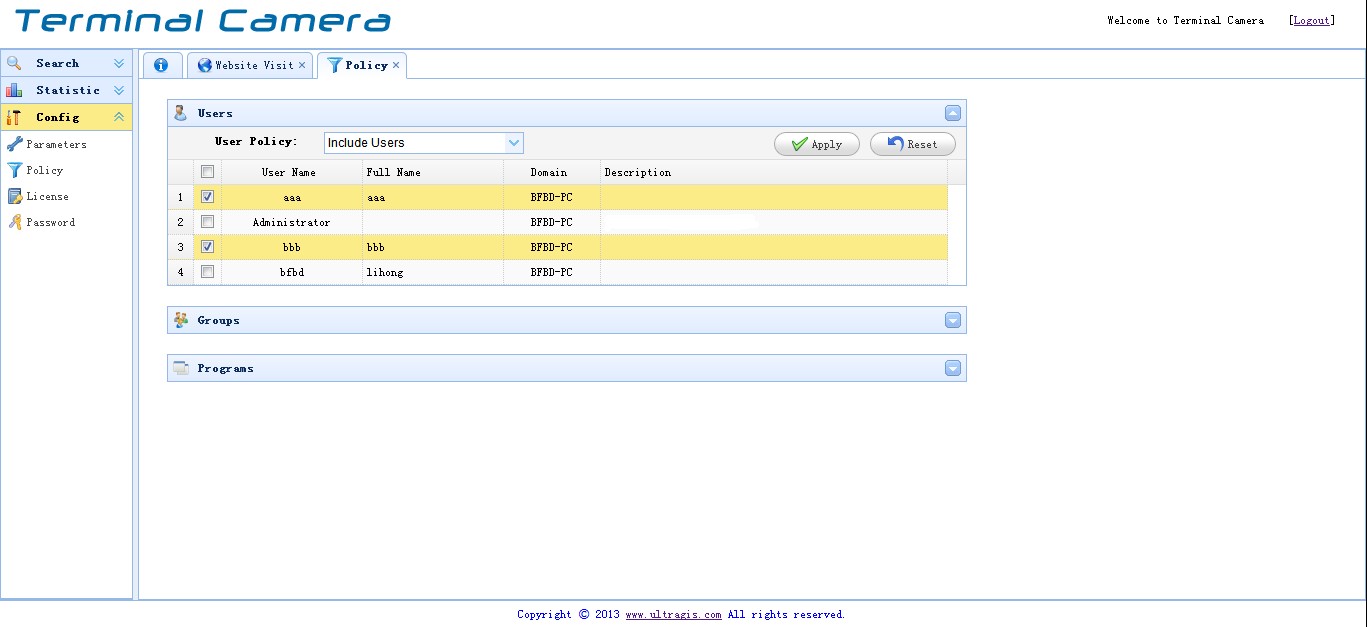 Terminal Camera
Welcome to Terminal Camera [Logout]
Search
Statistic
Config
Parameters
Policy
License
Password
Website Visit × Policy ×
Users
User Policy: Include Users Apply Reset
User Name Full Name Domain Description
1 aaa aaa BFBD-PC
2 Administrator BFBD-PC
3 bbb bbb BFBD-PC
4 bfbd lihong BFBD-PC
Groups
Programs
Copyright © 2013 www.ultragis.com All rights reserved.